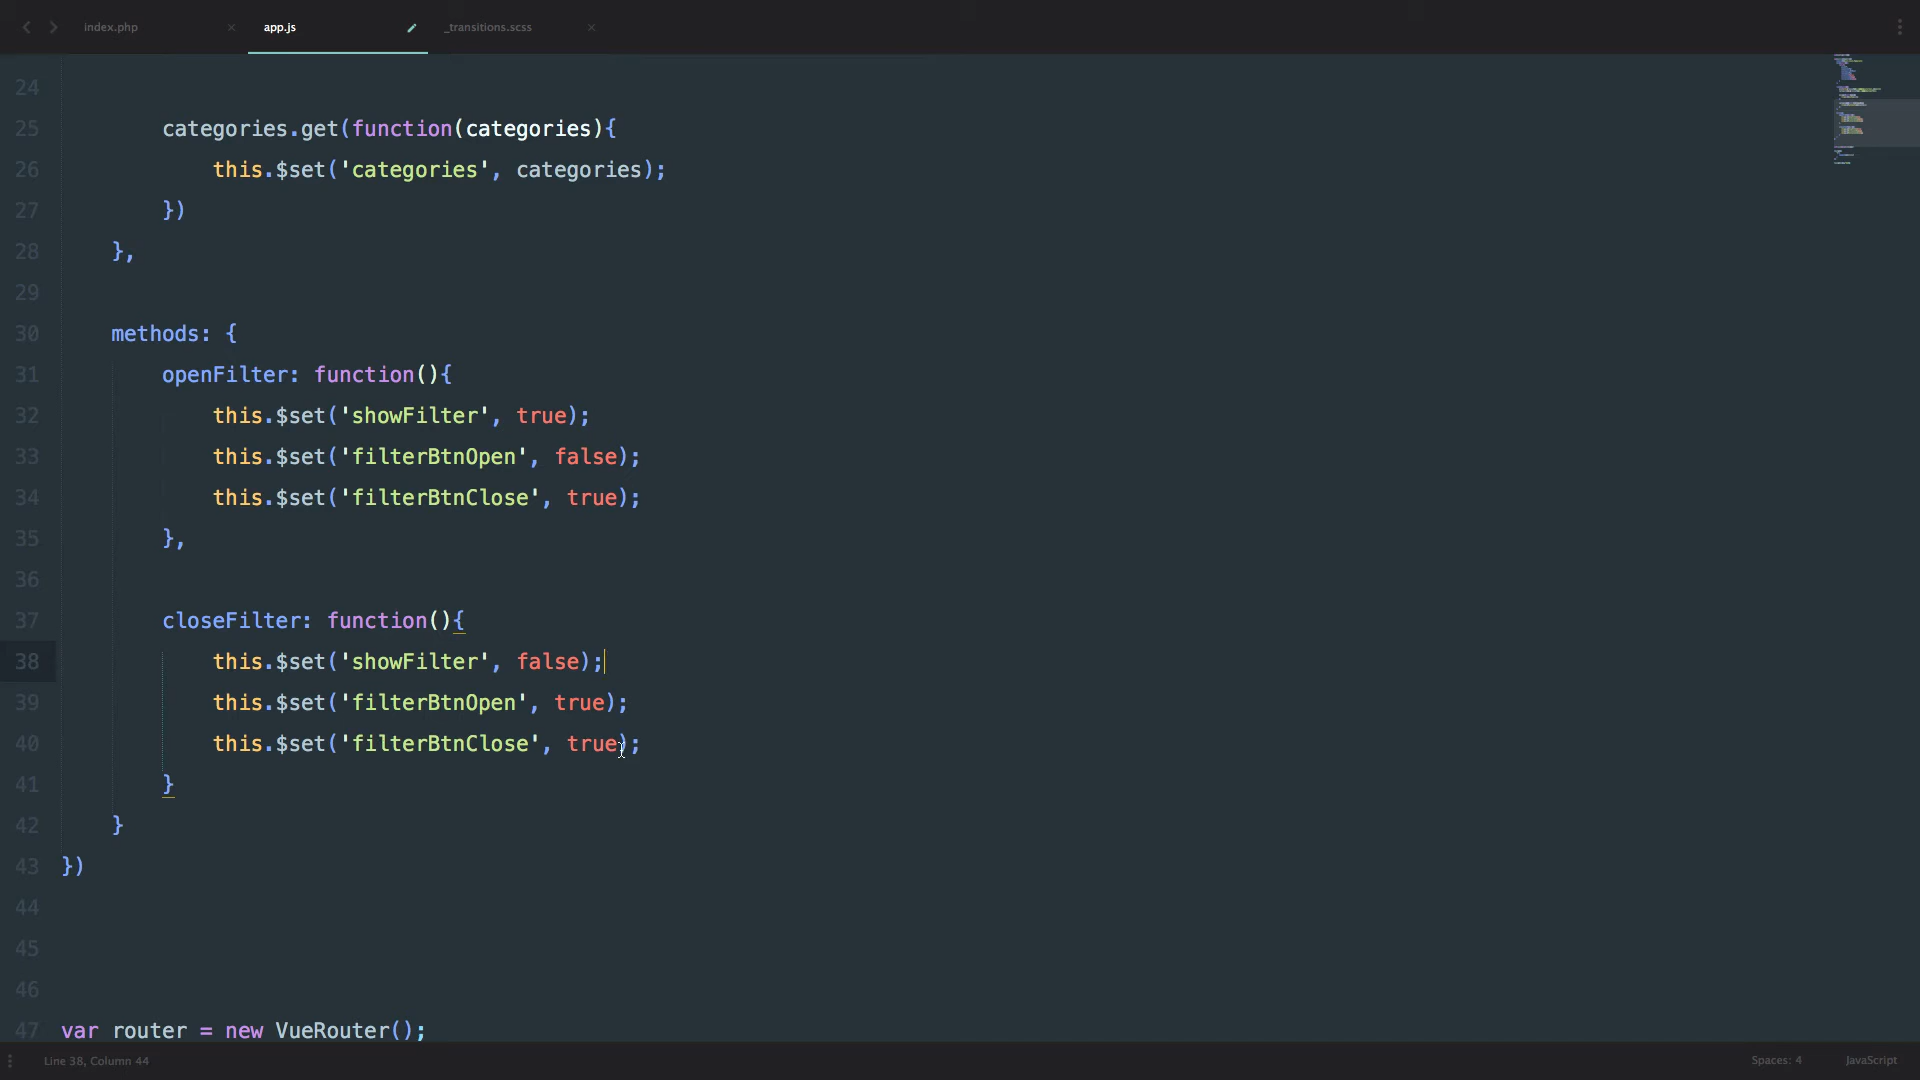 index.php
app.js
_transitions.scss
24
25 categories.get(function(categories){
26 this.$set('categories', categories);
27 })
28 },
29
30 methods: {
31 openFilter: function(){
32 this.$set('showFilter', true);
33 this.$set('filterBtnOpen', false);
34 this.$set('filterBtnClose', true);
35 },
36
37 closeFilter: function(){
38 this.$set('showFilter', false);
39 this.$set('filterBtnOpen', true);
40 this.$set('filterBtnClose', true);
41 }
42 }
43 })
44
45
46
47 var router = new VueRouter();
Line 38, Column 44
Spaces: 4
JavaScript